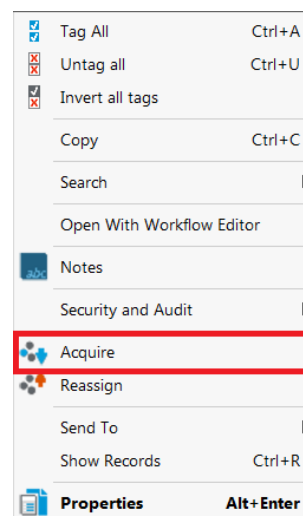 Tag All Ctrl+A
Untag all Ctrl+U
Invert all tags
Copy Ctrl+C
Search
Open With Workflow Editor
abc Notes
Security and Audit
Acquire
Reassign
Send To
Show Records Ctrl+R
Properties Alt+Enter